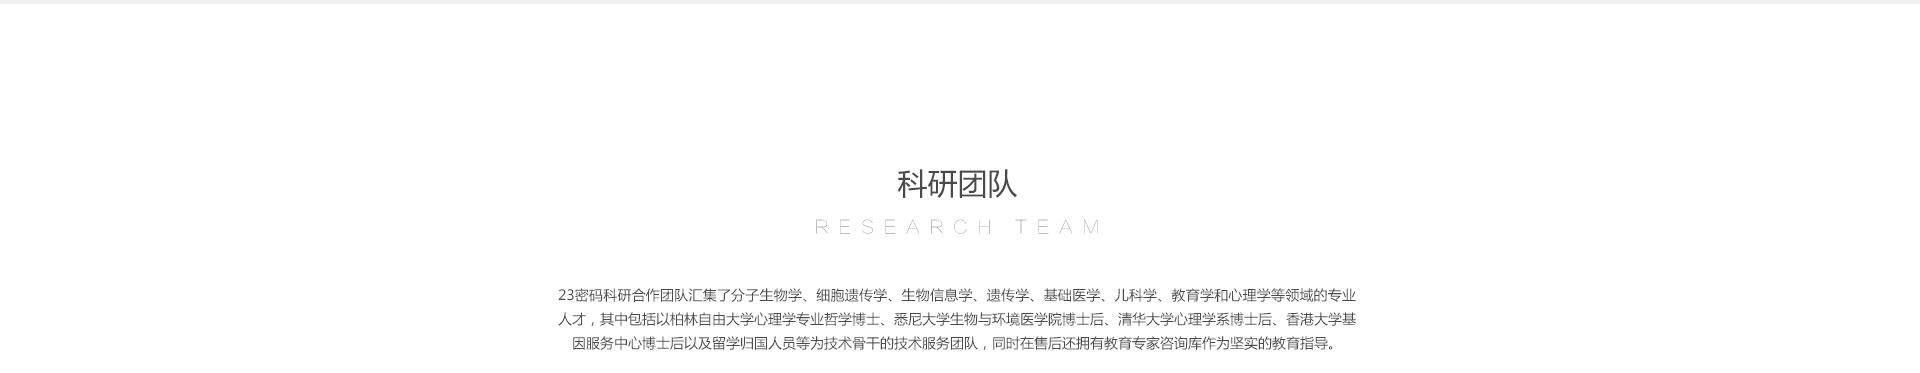 科研团队
RESEARCH TEAM
23密码科研合作团队汇集了分子生物学、细胞遗传学、生物信息学、遗传学、基础医学、儿科学、教育学和心理学等领域的专业
人才，其中包括以柏林自由大学心理学专业哲学博士、悉尼大学生物与环境医学院博士后、清华大学心理学系博士后、香港大学基
因服务中心博士后以及留学归国人员等为技术骨干的技术服务团队，同时在售后还拥有教育专家咨询库作为坚实的教育指导。